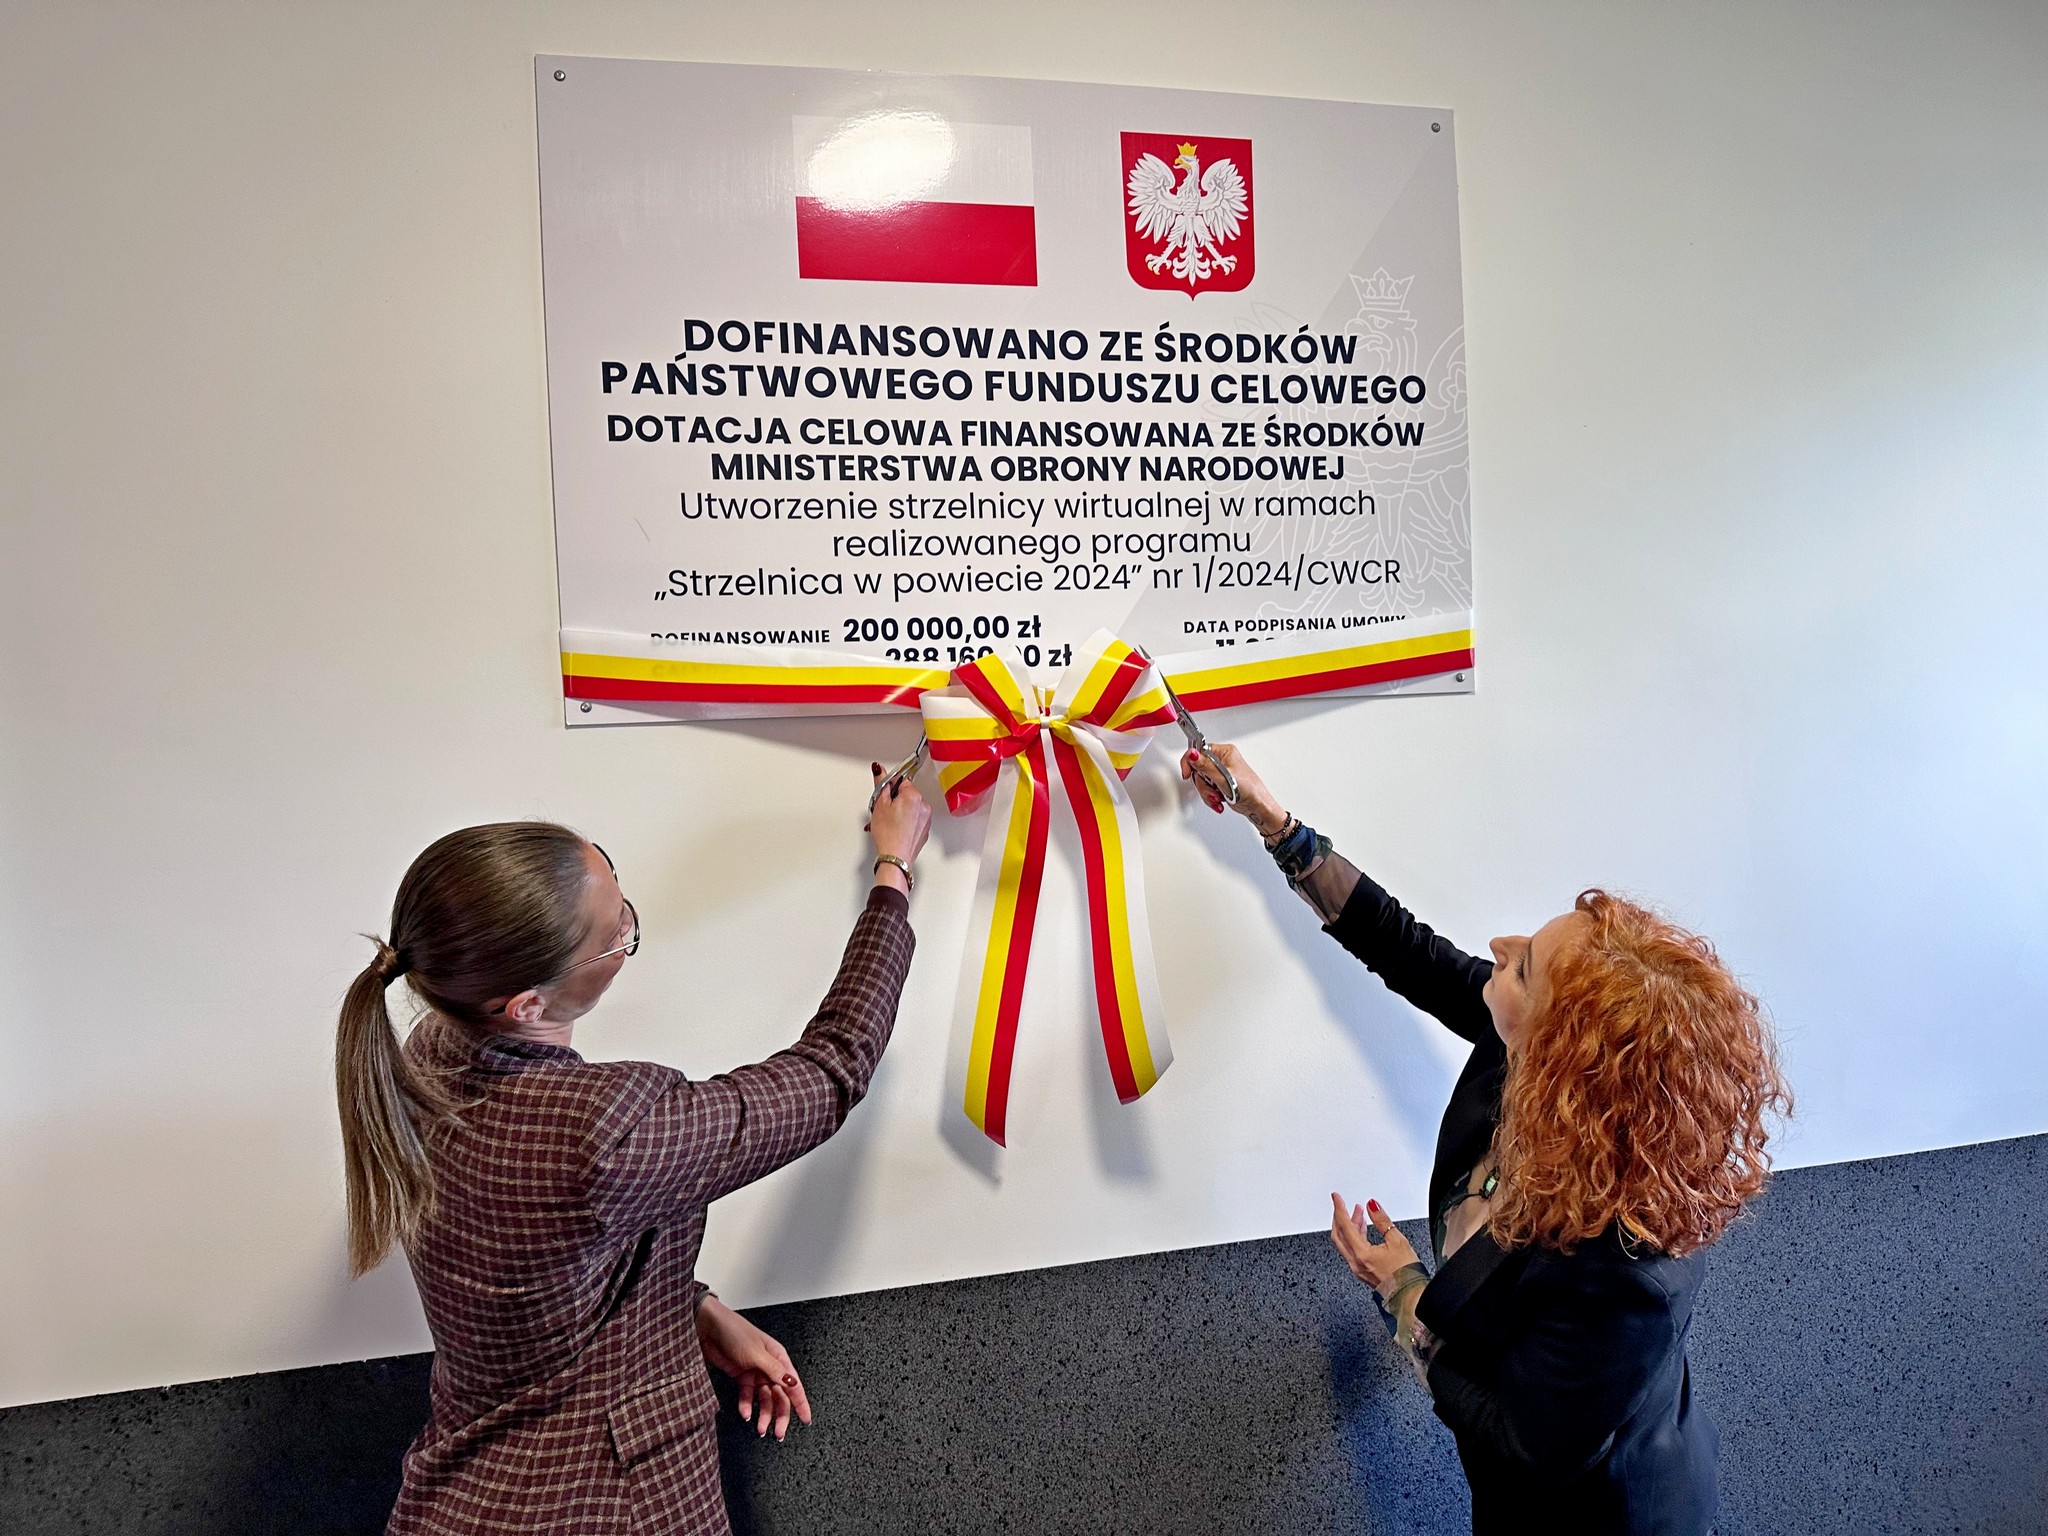 DOFINANSOWANO ZE ŚRODKÓW
PAŃSTWOWEGO FUNDUSZU CELOWEGO
DOTACJA CELOWA FINANSOWANA ZE ŚRODKÓW
MINISTERSTWA OBRONY NARODOWEJ
Utworzenie strzelnicy wirtualnej w ramach
realizowanego programu
„Strzelnica w powiecie 2024” nr 1/2024/CWCR
DOFINANSOWANIE 200 000,00 zł
zł
DATA PODPISANIA UMOWY